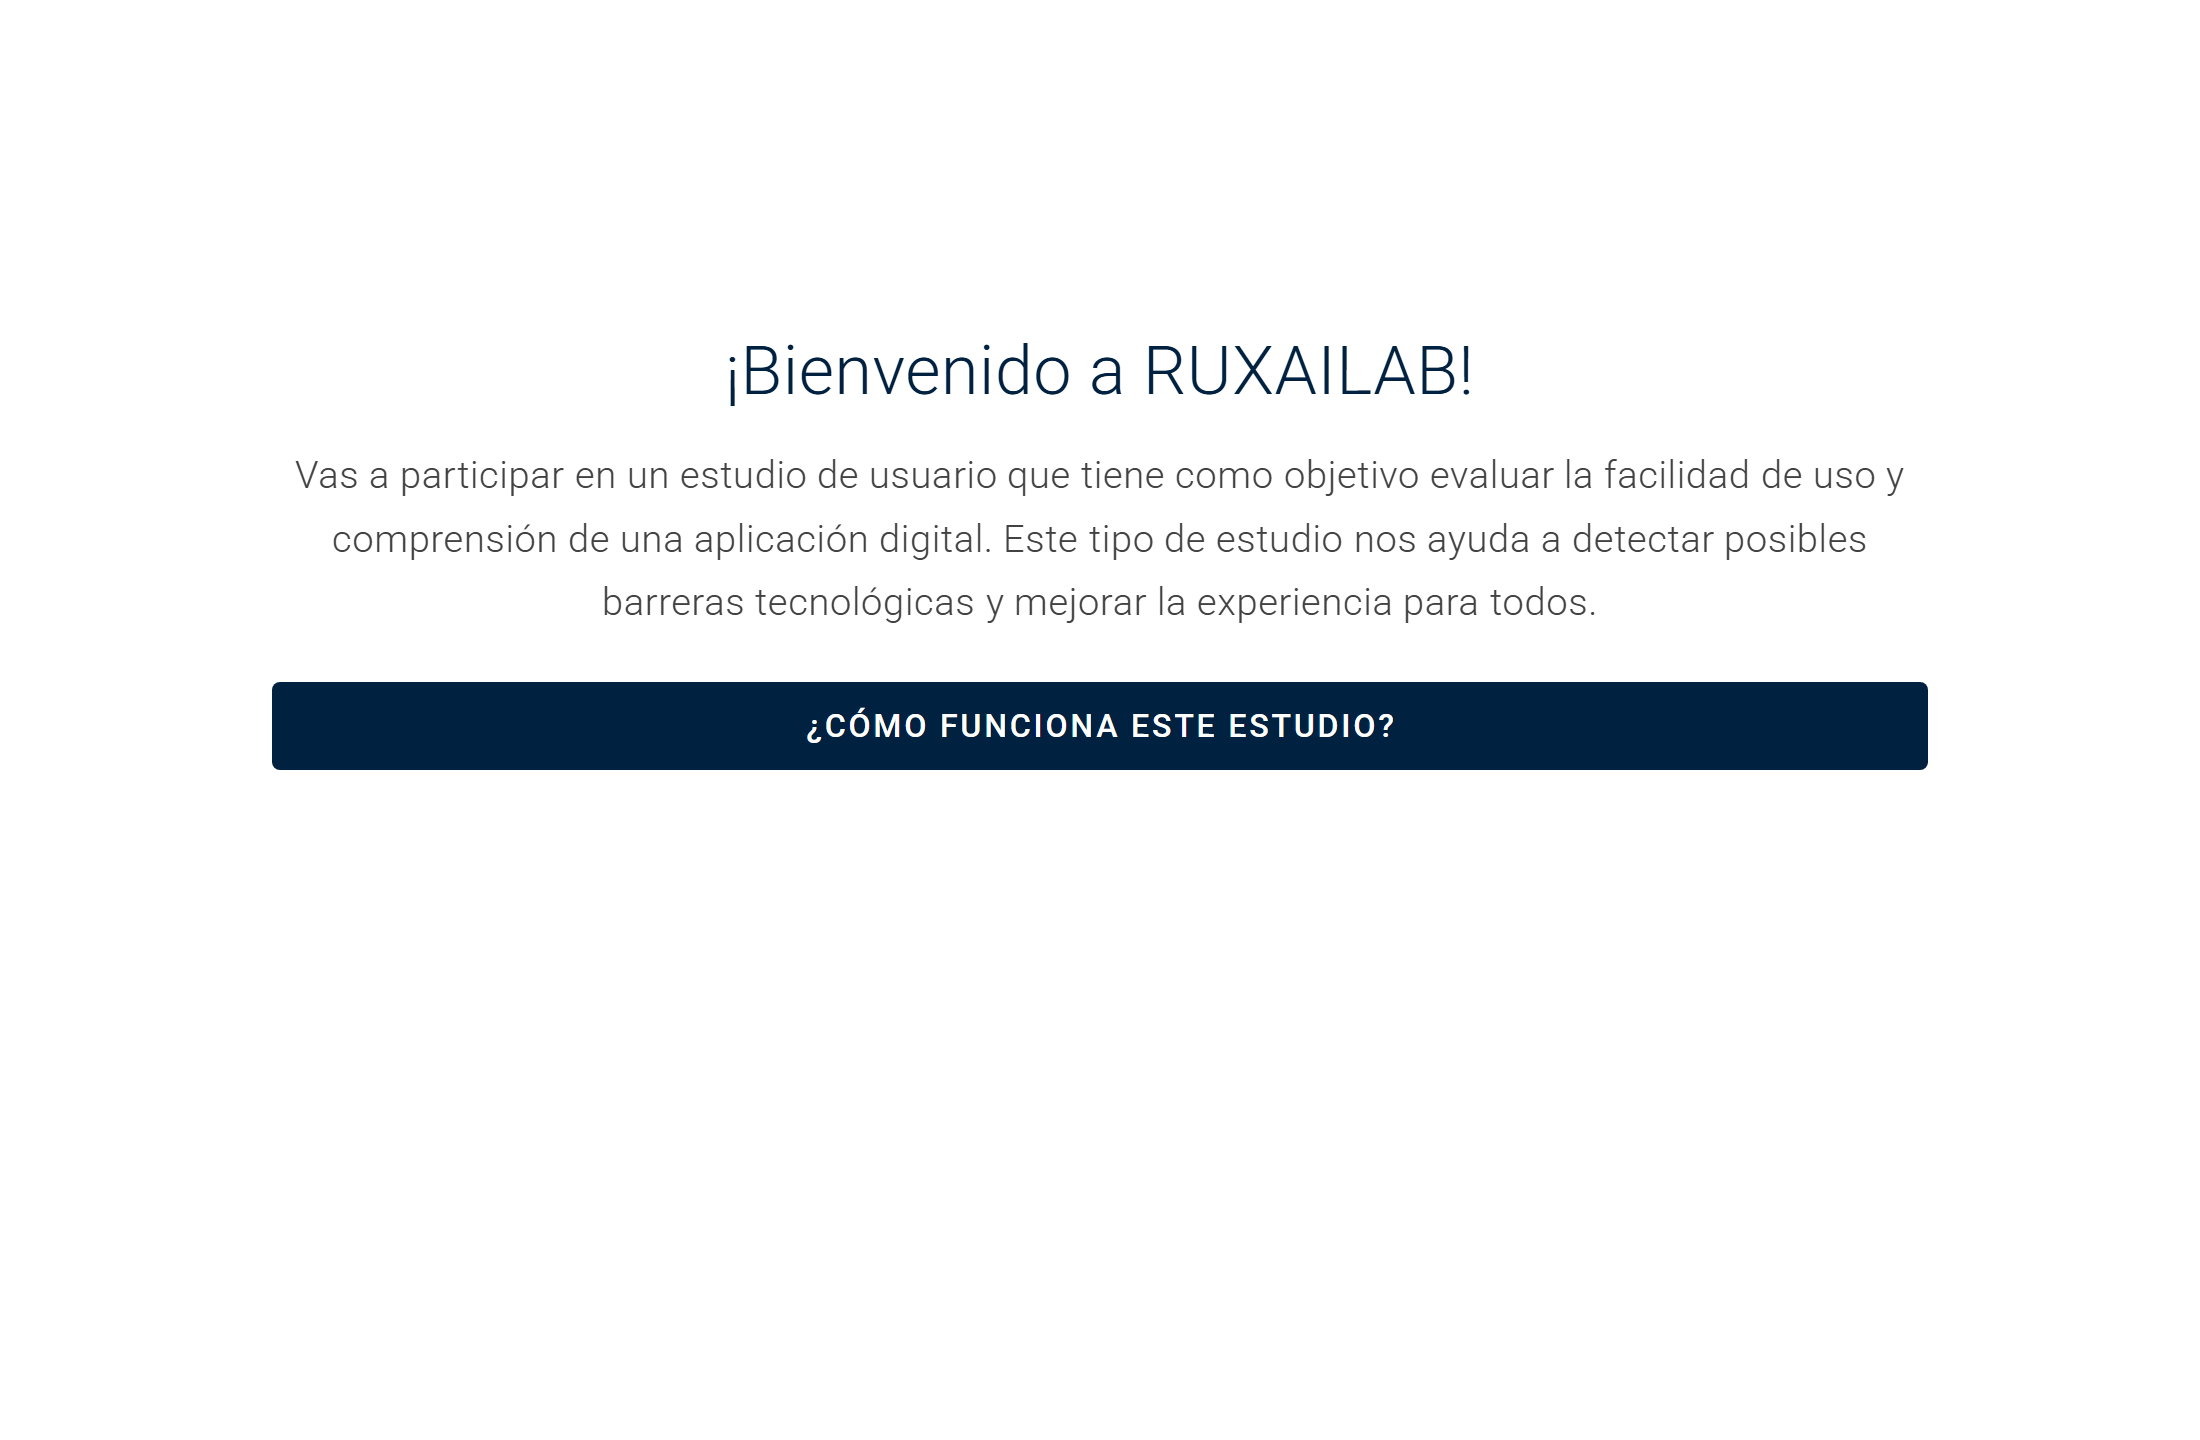 ¡Bienvenido a RUXAILAB!
Vas a participar en un estudio de usuario que tiene como objetivo evaluar la facilidad de uso y
comprensión de una aplicación digital. Este tipo de estudio nos ayuda a detectar posibles
barreras tecnológicas y mejorar la experiencia para todos.
¿CÓMO FUNCIONA ESTE ESTUDIO?